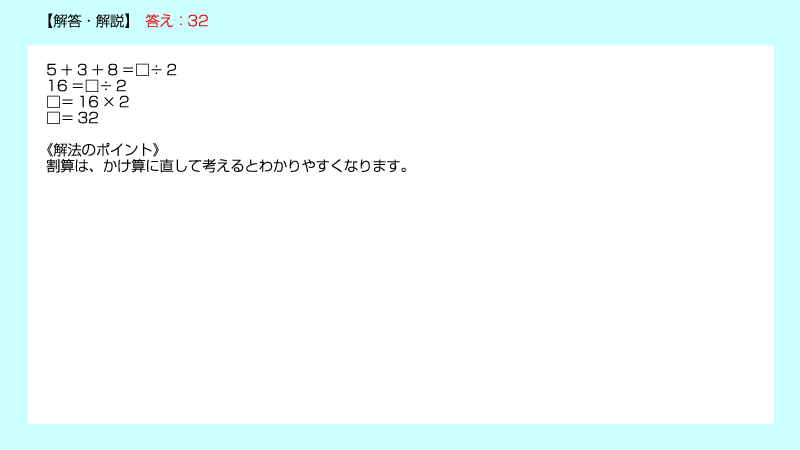 【解答・解説】 答え：32
5＋3＋8＝□÷2
16＝□÷2
□＝16×2
□＝32
《解法のポイント》
割算は、かけ算に直して考えるとわかりやすくなります。